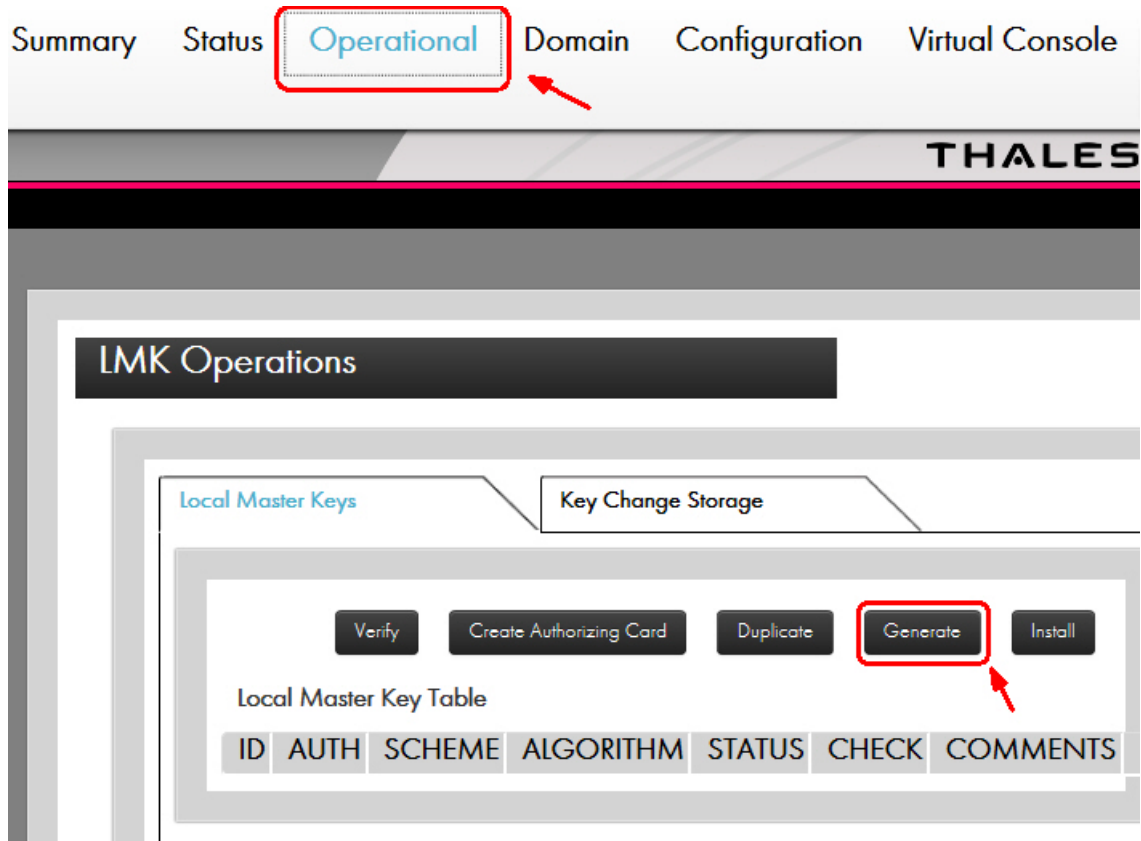 Summary Status Operational Domain Configuration Virtual Console
THALES
LMK Operations
Local Master Keys Key Change Storage
Verify Create Authorizing Card Duplicate Generate Install
Local Master Key Table
ID AUTH SCHEME ALGORITHM STATUS CHECK COMMENTS